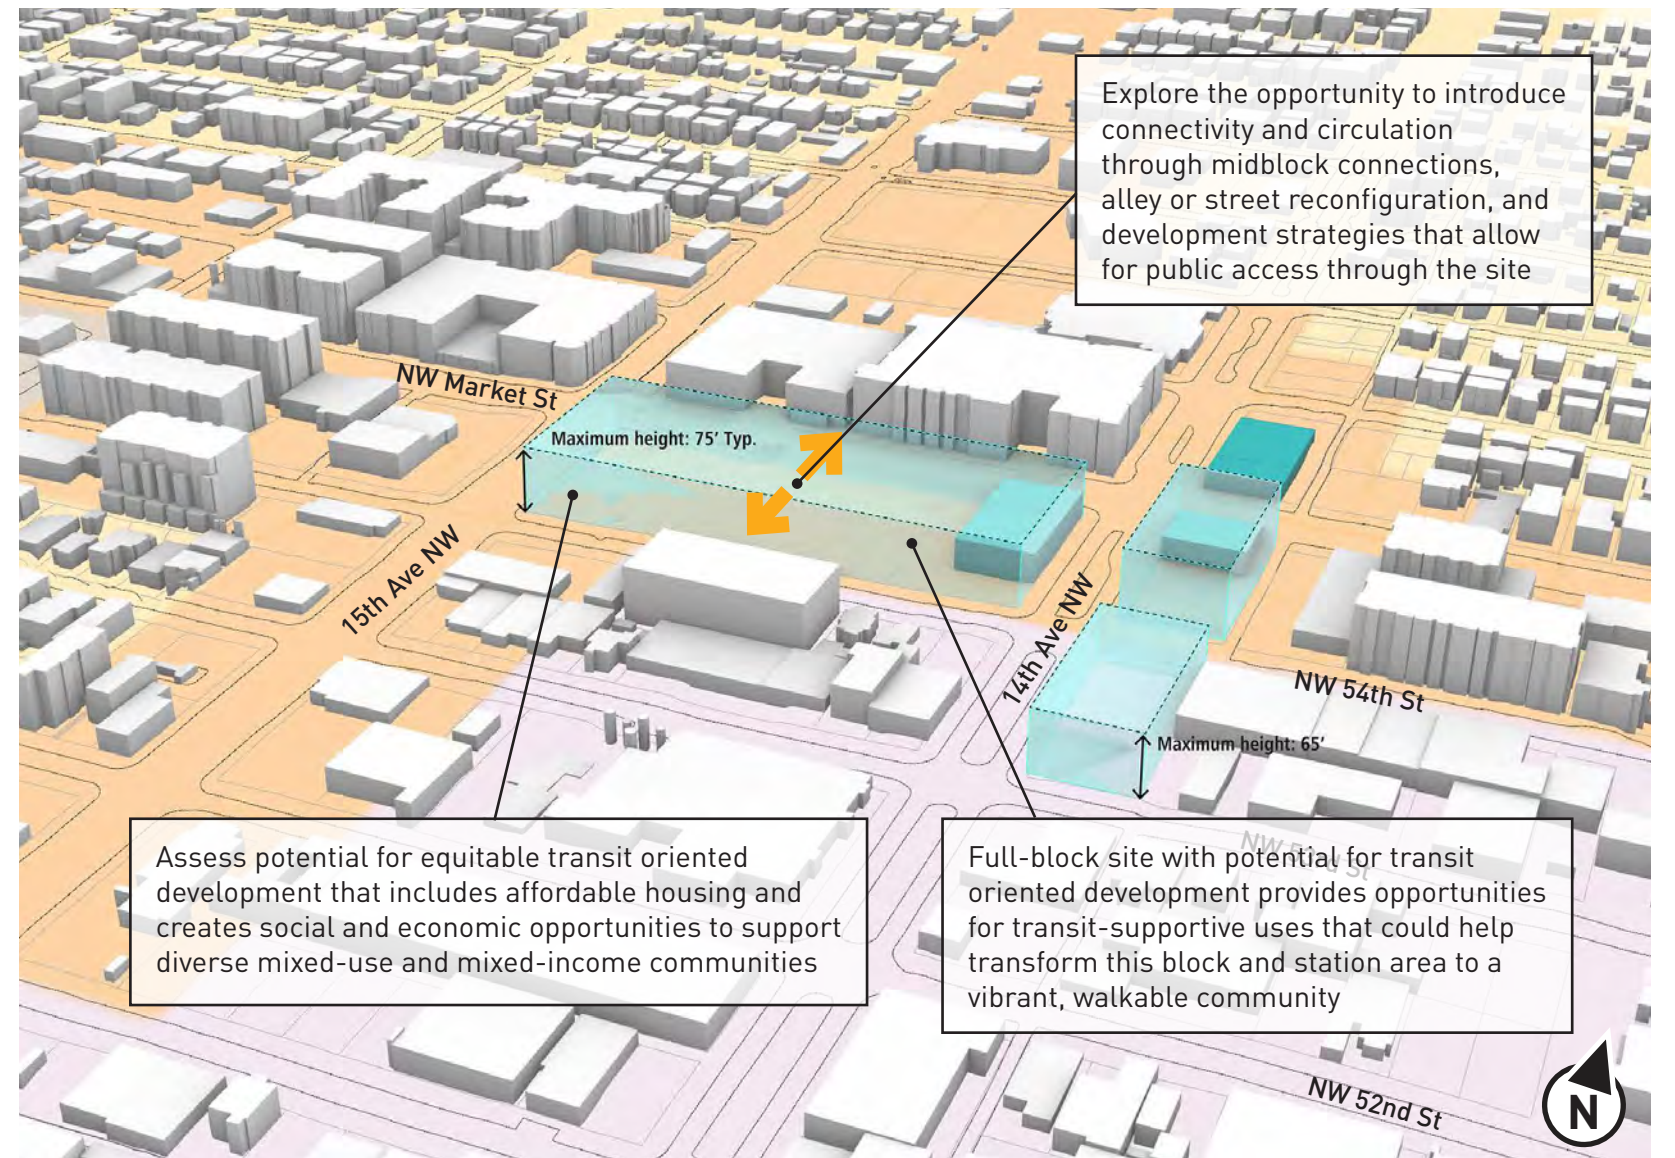 Explore the opportunity to introduce
connectivity and circulation
through midblock connections,
alley or street reconfiguration, and
development strategies that allow
for public access through the site
NW Market St
Maximum height: 75' Typ.
15th Ave NW
14th Ave NW
NW 54th St
Maximum height: 65'
NW 53rd St
Assess potential for equitable transit oriented
development that includes affordable housing and
creates social and economic opportunities to support
diverse mixed-use and mixed-income communities
Full-block site with potential for transit
oriented development provides opportunities
for transit-supportive uses that could help
transform this block and station area to a
vibrant, walkable community
NW 52nd St
N